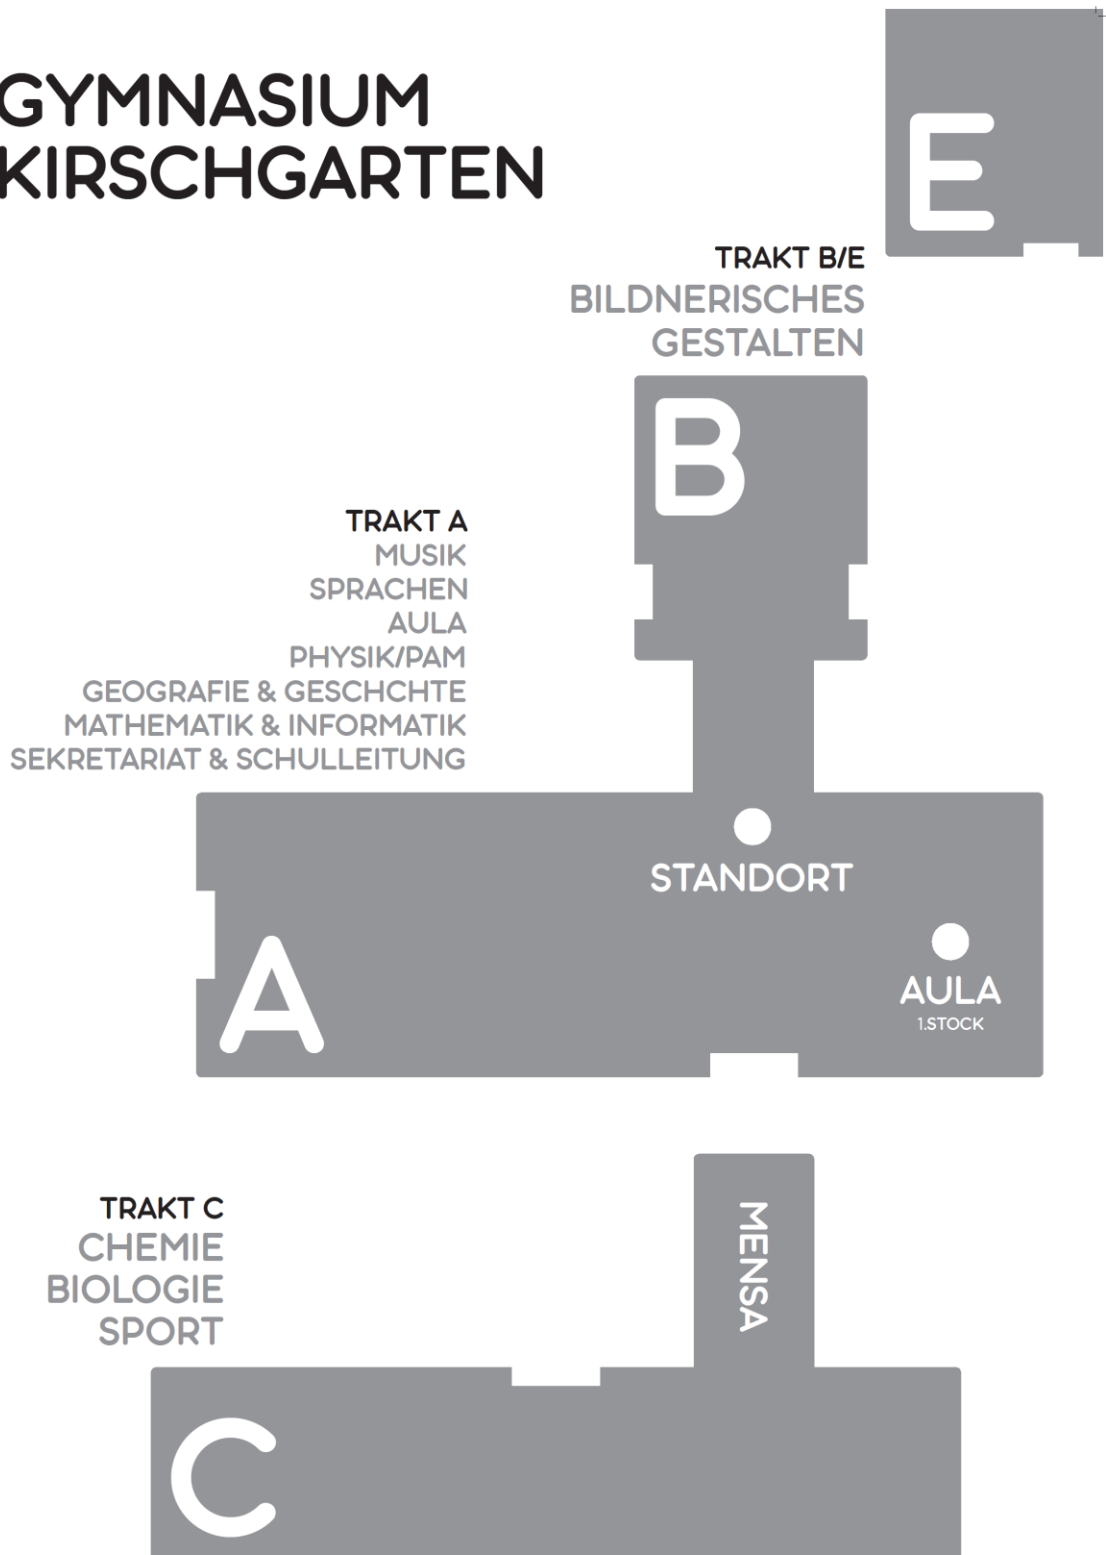 GYMNASIUM
KIRSCHGARTEN
E
TRAKT B/E
BILDNERISCHES
GESTALTEN
B
TRAKT A
MUSIK
SPRACHEN
AULA
PHYSIK/PAM
GEOGRAFIE & GESCHCHTE
MATHEMATIK & INFORMATIK
SEKRETARIAT & SCHULLEITUNG
STANDORT
A
AULA
1.STOCK
MENSA
TRAKT C
CHEMIE
BIOLOGIE
SPORT
C